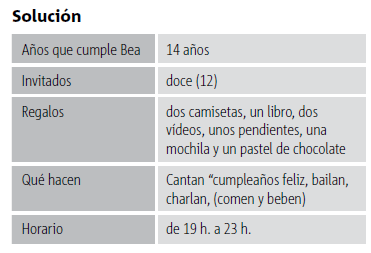 Solución
Años que cumple Bea 14 años
Invitados doce (12)
Regalos dos camisetas, un libro, dos
vídeos, unos pendientes, una
mochila y un pastel de chocolate
Qué hacen Cantan “cumpleaños feliz, bailan,
charlan, (comen y beben)
Horario de 19 h. a 23 h.